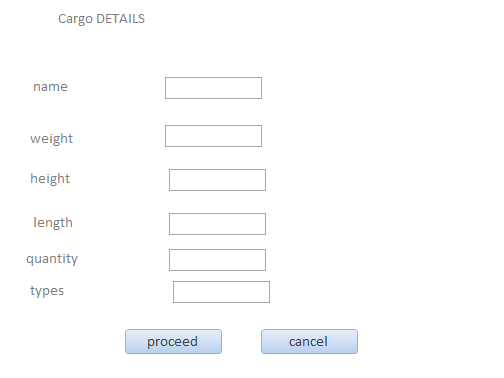 Cargo DETAILS
name
weight
height
length
quantity
types
proceed cancel